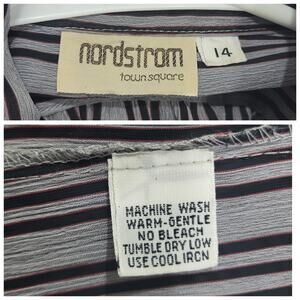 nordstrom
town square
14
MACHINE WASH
WARM-GENTLE
NO BLEACH
TUMBLE DRY LOW
USE COOL IRON